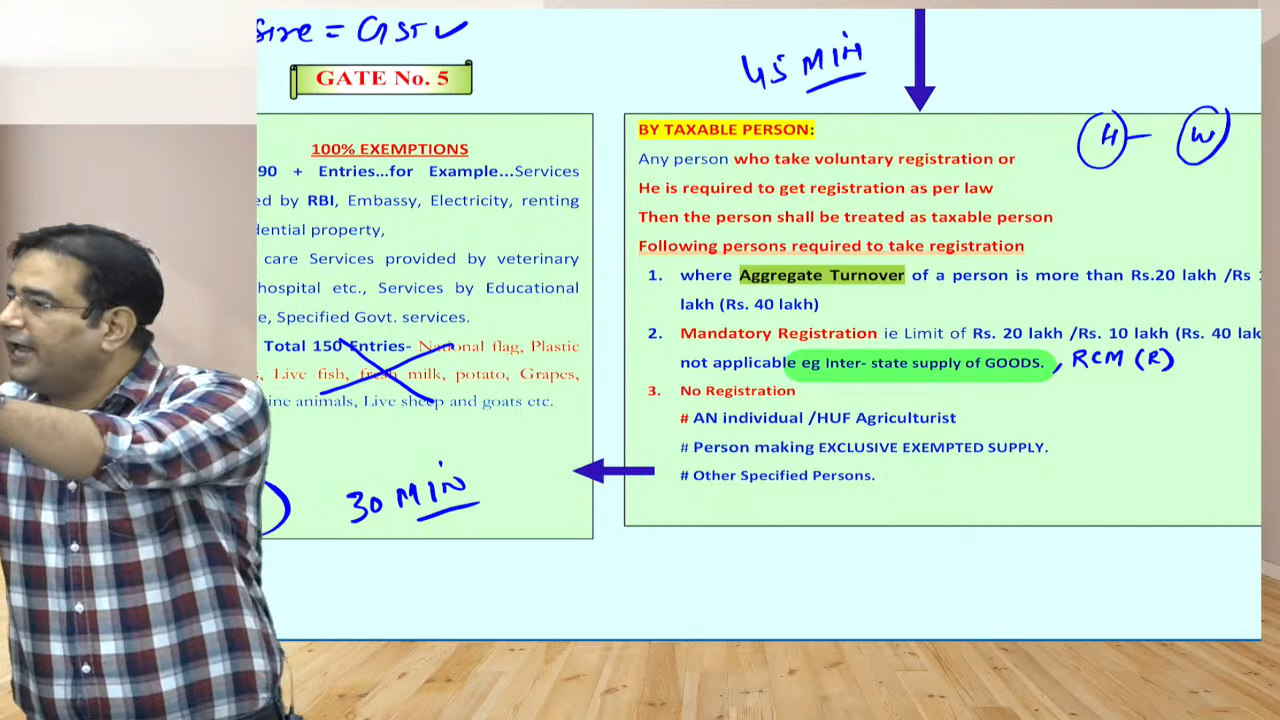 = GST ✓
GATE No. 5
100% EXEMPTIONS
90 + Entries…for Example…Services
ed by RBI, Embassy, Electricity, renting
dential property,
care Services provided by veterinary
hospital etc., Services by Educational
e, Specified Govt. services.
Total 150 Entries- National flag, Plastic
s, Live fish, fresh milk, potato, Grapes,
ine animals, Live sheep and goats etc.
30 MIN
45 MIN
H - W
BY TAXABLE PERSON:
Any person who take voluntary registration or
He is required to get registration as per law
Then the person shall be treated as taxable person
Following persons required to take registration
1. where Aggregate Turnover of a person is more than Rs.20 lakh /Rs 1
lakh (Rs. 40 lakh)
2. Mandatory Registration ie Limit of Rs. 20 lakh /Rs. 10 lakh (Rs. 40 lak
not applicable eg Inter- state supply of GOODS. , RCM (R)
3. No Registration
# AN individual /HUF Agriculturist
# Person making EXCLUSIVE EXEMPTED SUPPLY.
# Other Specified Persons.